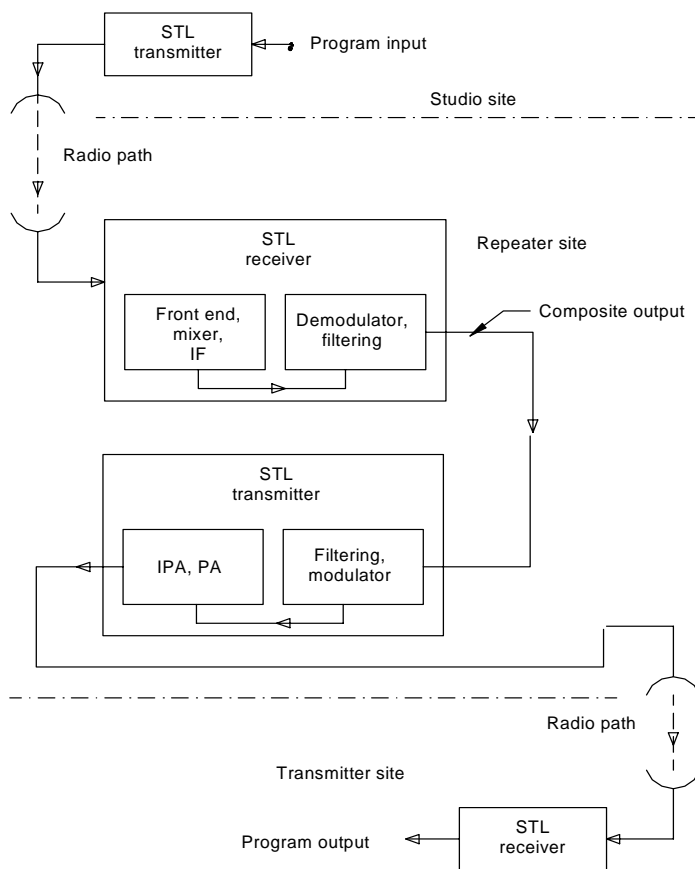 STL
transmitter
Program input
Studio site
Radio path
STL
receiver
Repeater site
Front end,
mixer,
IF
Demodulator,
filtering
Composite output
STL
transmitter
IPA, PA
Filtering,
modulator
Radio path
Transmitter site
Program output
STL
receiver